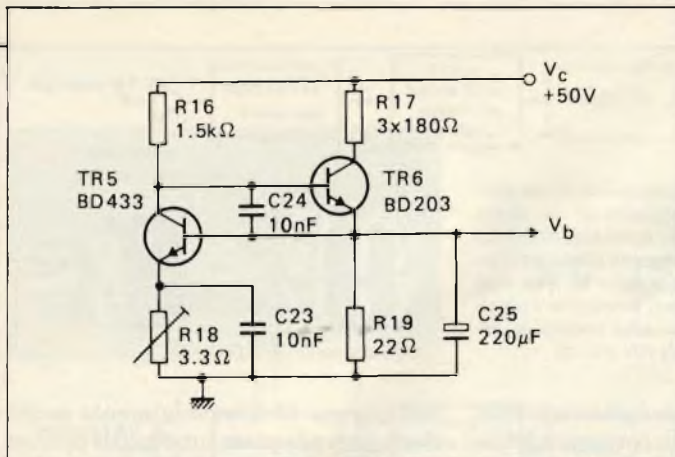 Vc
+50V
R16
1.5kΩ
R17
3x180Ω
TR5
BD433
TR6
BD203
C24
10nF
Vb
R18
3.3Ω
C23
10nF
R19
22Ω
C25
220μF